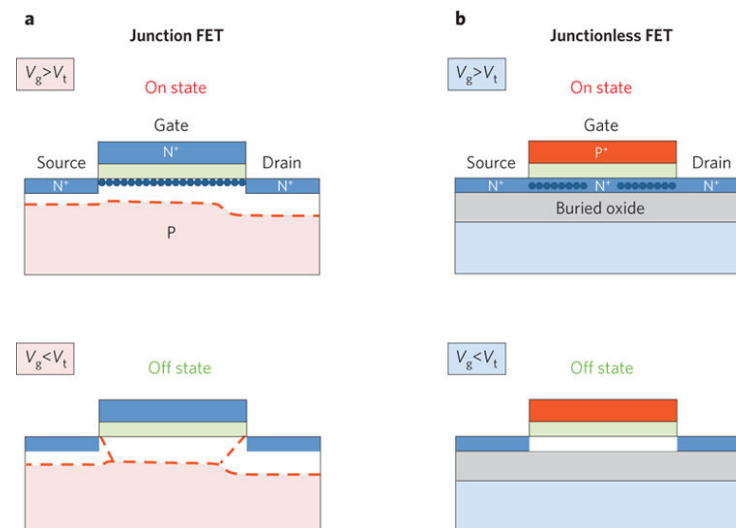 a
Junction FET
Vg>Vt
On state
Gate
N+
Source
Drain
N+
N+
P
Vg<Vt
Off state
b
Junctionless FET
Vg>Vt
On state
Gate
P+
Source
Drain
N+
N+
N+
Buried oxide
Vg<Vt
Off state